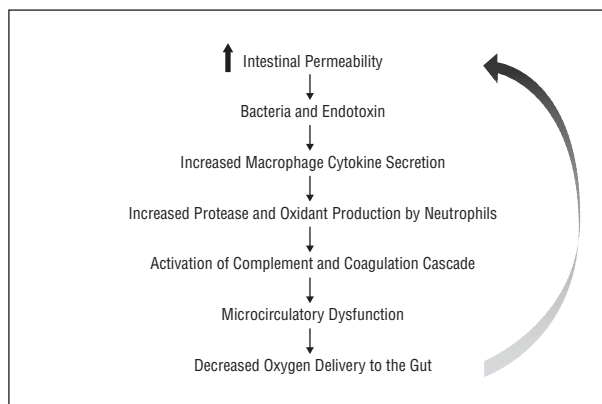 Intestinal Permeability
Bacteria and Endotoxin
Increased Macrophage Cytokine Secretion
Increased Protease and Oxidant Production by Neutrophils
Activation of Complement and Coagulation Cascade
Microcirculatory Dysfunction
Decreased Oxygen Delivery to the Gut